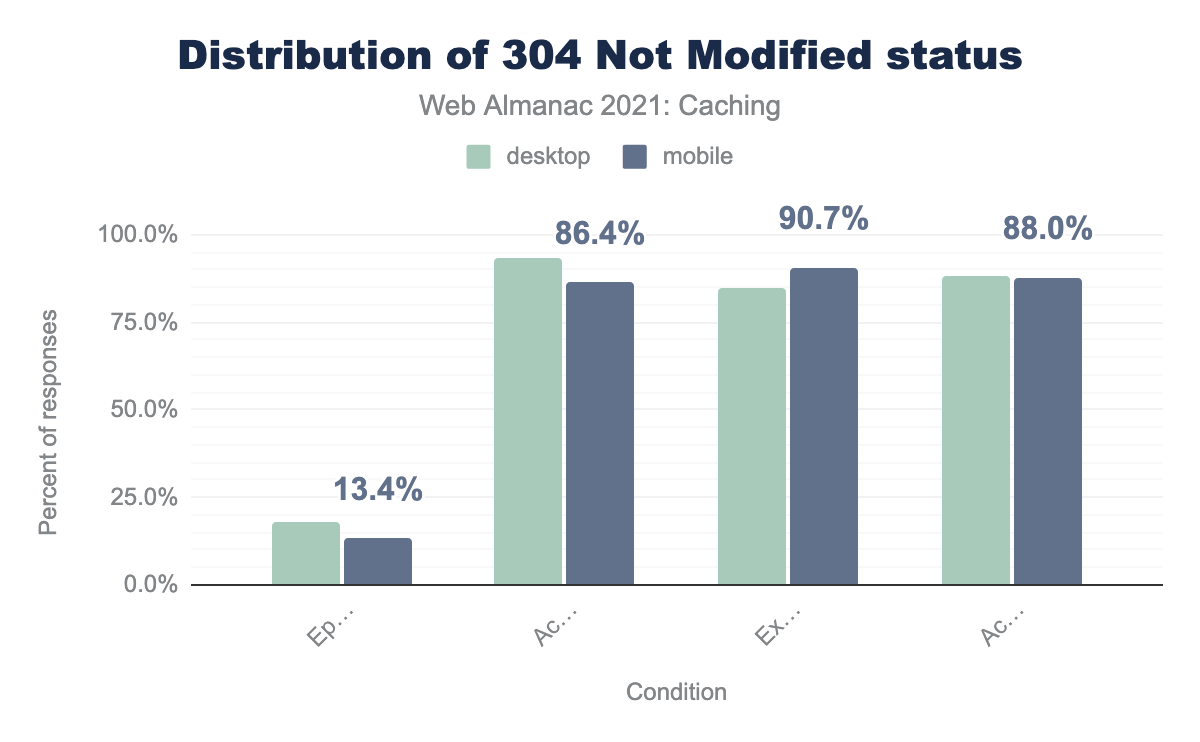 Distribution of 304 Not Modified status
Web Almanac 2021: Caching
desktop
mobile
Percent of responses
100.0%
75.0%
50.0%
25.0%
0.0%
13.4%
86.4%
90.7%
88.0%
Ep...
Ac...
Ex...
Ac...
Condition